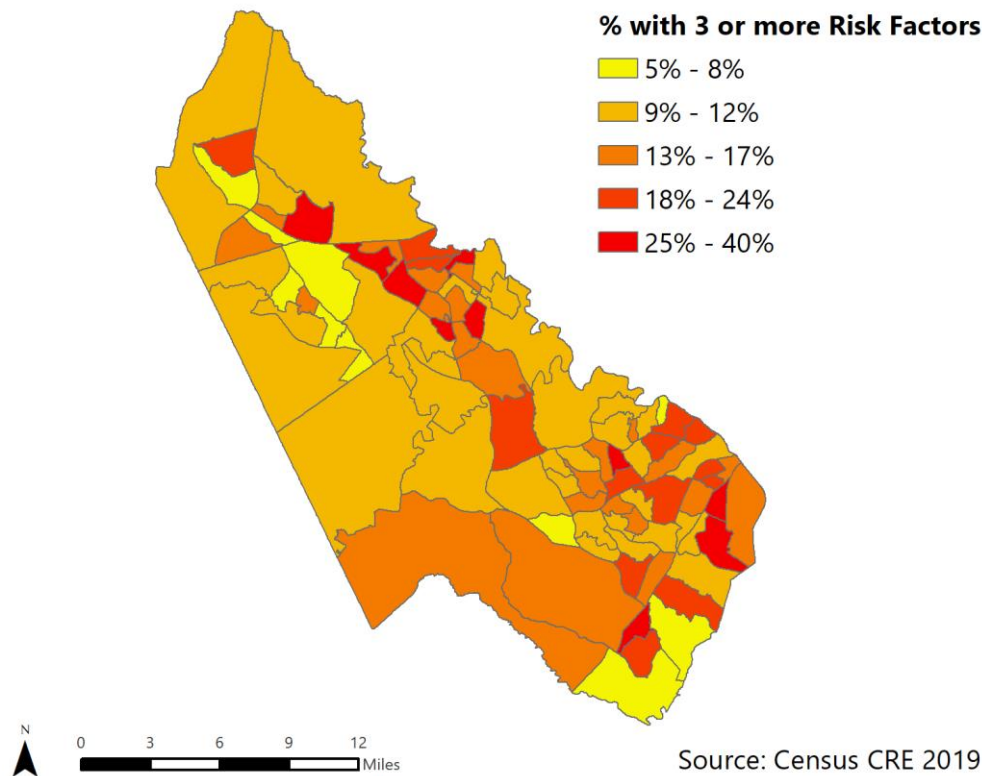 % with 3 or more Risk Factors
5% - 8%
9% - 12%
13% - 17%
18% - 24%
25% - 40%
N
0 3 6 9 12
Miles
Source: Census CRE 2019